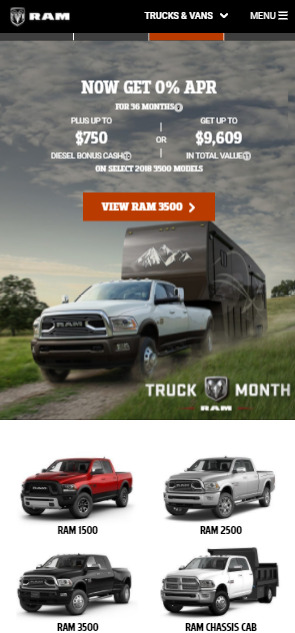 RAM
TRUCKS & VANS
MENU
NOW GET 0% APR
FOR 36 MONTHS
PLUS UP TO
$750
DIESEL BONUS CASH
OR
GET UP TO
$9,609
IN TOTAL VALUE
ON SELECT 2018 3500 MODELS
VIEW RAM 3500
RAM
TRUCK MONTH
RAM
RAM 1500
RAM 2500
RAM 3500
RAM CHASSIS CAB